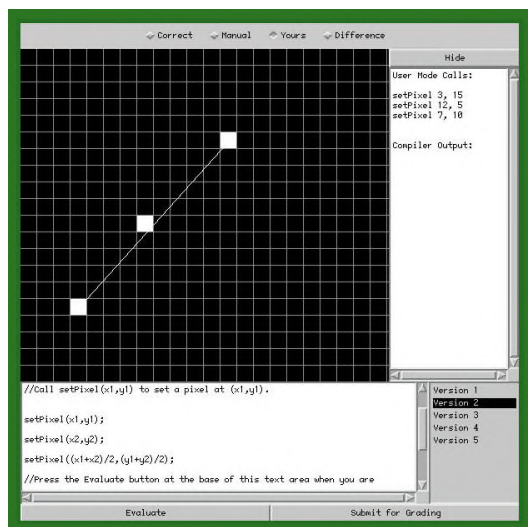 Correct Manual Yours Difference
Hide
User Mode Calls:
setPixel 3, 15
setPixel 12, 5
setPixel 7, 10
Compiler Output:
//Call setPixel(x1,y1) to set a pixel at (x1,y1).
setPixel(x1,y1);
setPixel(x2,y2);
setPixel((x1+x2)/2,(y1+y2)/2);
//Press the Evaluate button at the base of this text area when you are
Version 1
Version 2
Version 3
Version 4
Version 5
Evaluate Submit for Grading